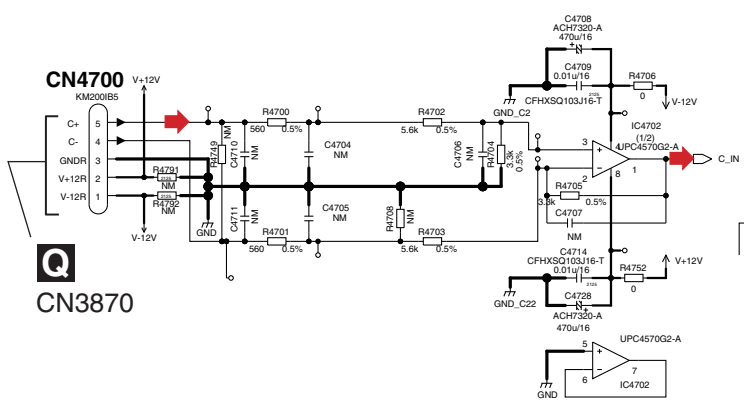 C4708
ACH7320-A
470u/16
C4709
0.01u/16
CFHXSQ103J16-T
2125
R4706
0
V-12V
GND_C2
CN4700
KM200IB5
V+12V
C+
5
C-
4
GNDR
3
V+12R
2
V-12R
1
R4791
2125
NM
R4792
2125
NM
V-12V
GND
R4749
NM
C4710
NM
R4700
560
0.5%
C4704
NM
R4702
5.6k
0.5%
C4706
NM
R4704
3.3k
0.5%
IC4702
(1/2)
UPC4570G2-A
3
2
4
8
1
C_IN
R4705
3.3k
0.5%
C4707
NM
C4711
NM
R4701
560
0.5%
C4705
NM
R4708
NM
R4703
5.6k
0.5%
Q
CN3870
C4714
CFHXSQ103J16-T
0.01u/16
2125
R4752
0
V+12V
GND_C22
C4728
ACH7320-A
470u/16
UPC4570G2-A
5
6
7
IC4702
GND